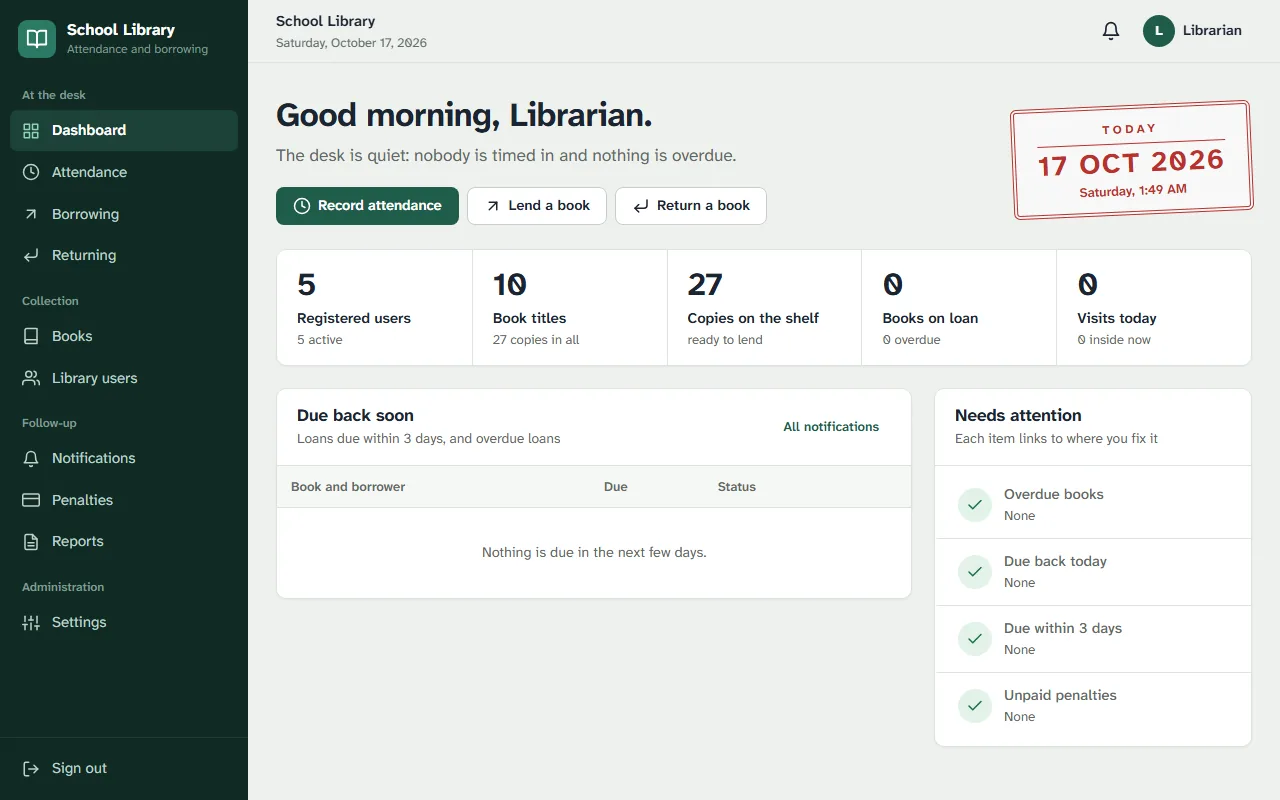 School Library
Attendance and borrowing
At the desk
Dashboard
Attendance
Borrowing
Returning
Collection
Books
Library users
Follow-up
Notifications
Penalties
Reports
Administration
Settings
Sign out
School Library
Saturday, October 17, 2026
L
Librarian
Good morning, Librarian.
The desk is quiet: nobody is timed in and nothing is overdue.
Record attendance
Lend a book
Return a book
TODAY
17 OCT 2026
Saturday, 1:49 AM
5
Registered users
5 active
10
Book titles
27 copies in all
27
Copies on the shelf
ready to lend
0
Books on loan
0 overdue
0
Visits today
0 inside now
Due back soon
Loans due within 3 days, and overdue loans
All notifications
Book and borrower Due Status
Nothing is due in the next few days.
Needs attention
Each item links to where you fix it
Overdue books
None
Due back today
None
Due within 3 days
None
Unpaid penalties
None